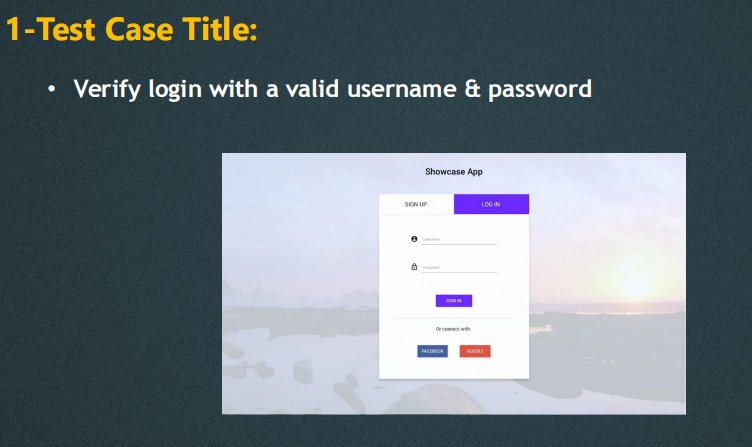 1-Test Case Title:
• Verify login with a valid username & password
Showcase App
SIGN UP LOG IN
Username
Password
SIGN IN
Or connect with:
FACEBOOK GOOGLE